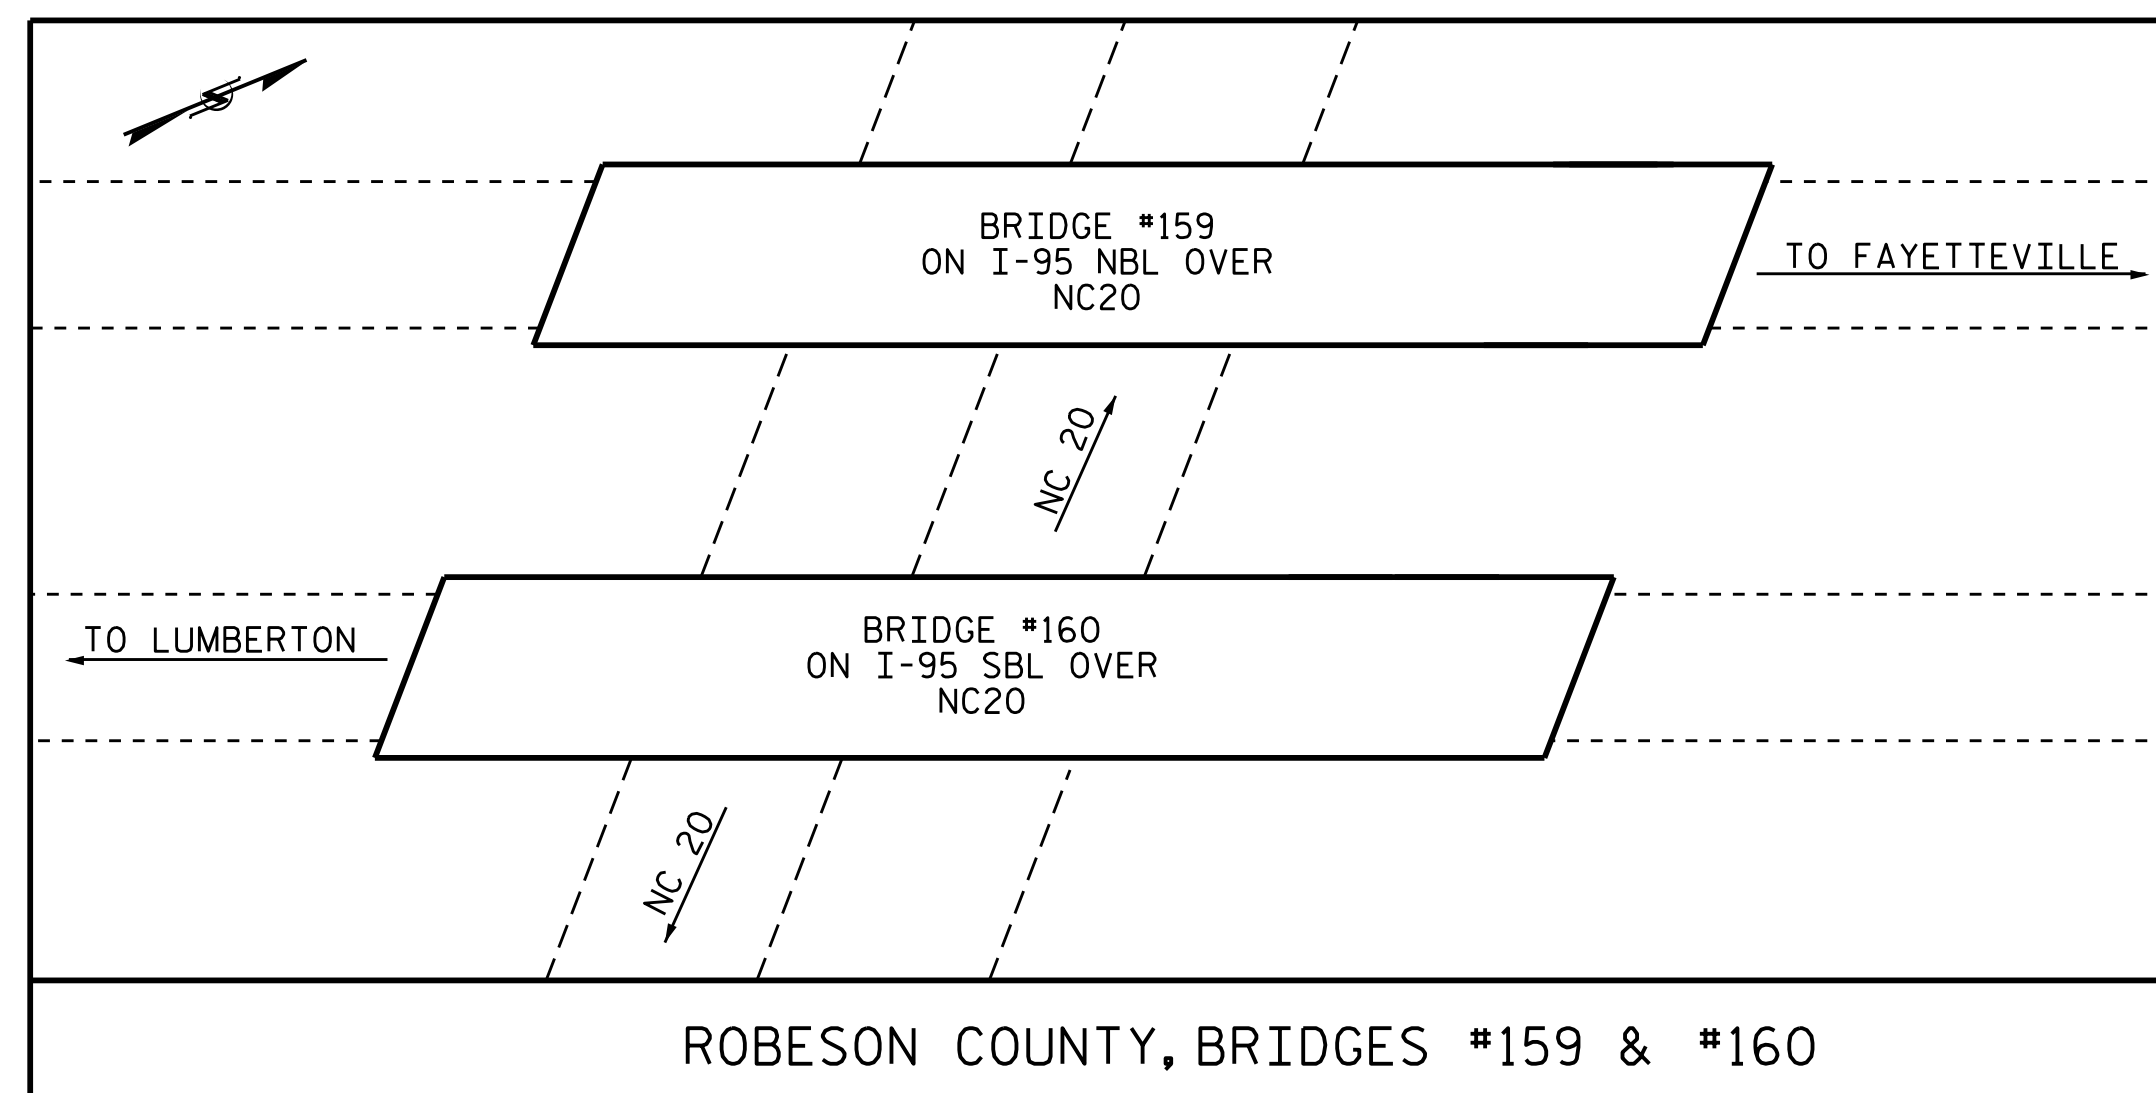 BRIDGE #159
ON I-95 NBL OVER
NC20
TO FAYETTEVILLE
NC 20
TO LUMBERTON
BRIDGE #160
ON I-95 SBL OVER
NC20
NC 20
ROBESON COUNTY, BRIDGES #159 & #160